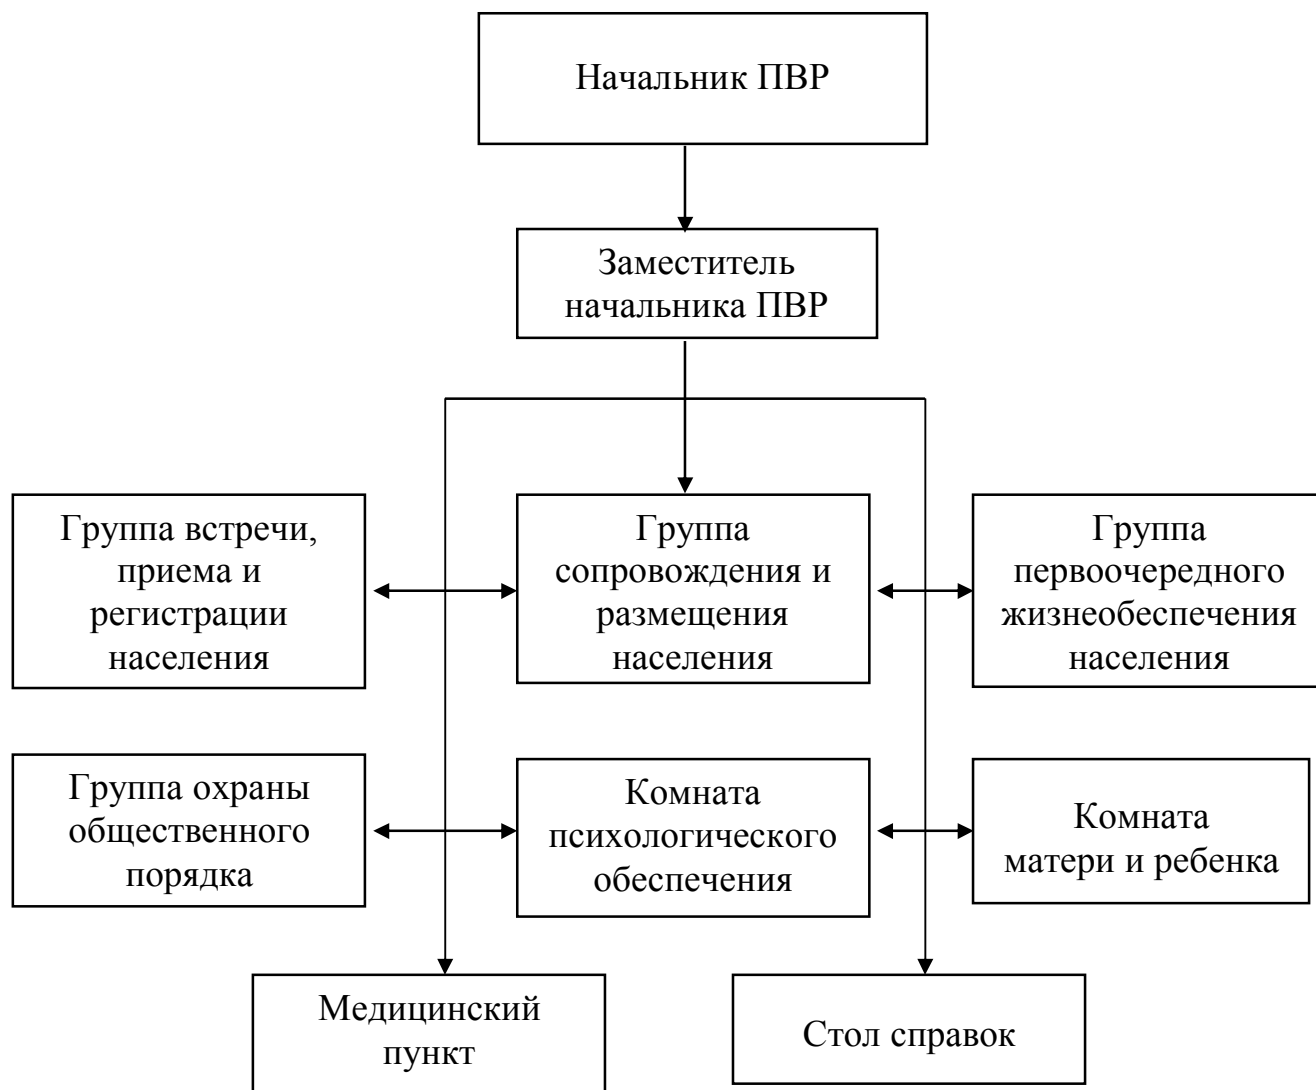 Начальник ПВР
Заместитель
начальника ПВР
Группа встречи,
приема и
регистрации
населения
Группа
сопровождения и
размещения
населения
Группа
первоочередного
жизнеобеспечения
населения
Группа охраны
общественного
порядка
Комната
психологического
обеспечения
Комната
матери и ребенка
Медицинский
пункт
Стол справок